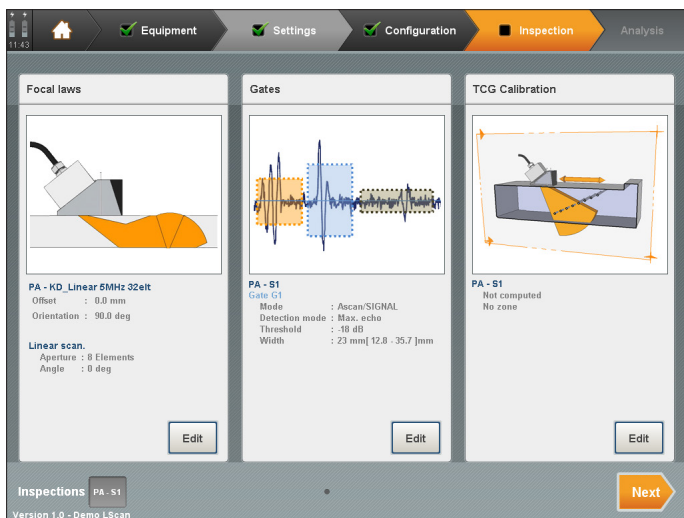 11:43
Equipment
Settings
Configuration
Inspection
Analysis
Focal laws
Gates
TCG Calibration
PA - KD_Linear 5MHz 32elt
Offset : 0.0 mm
Orientation : 90.0 deg
Linear scan.
Aperture : 8 Elements
Angle : 0 deg
Edit
PA - S1
Gate G1
Mode : Ascan/SIGNAL
Detection mode : Max. echo
Threshold : -18 dB
Width : 23 mm[ 12.8 - 35.7 ]mm
Edit
PA - S1
Not computed
No zone
Edit
Inspections PA - S1
Next
Version 1.0 - Demo LScan